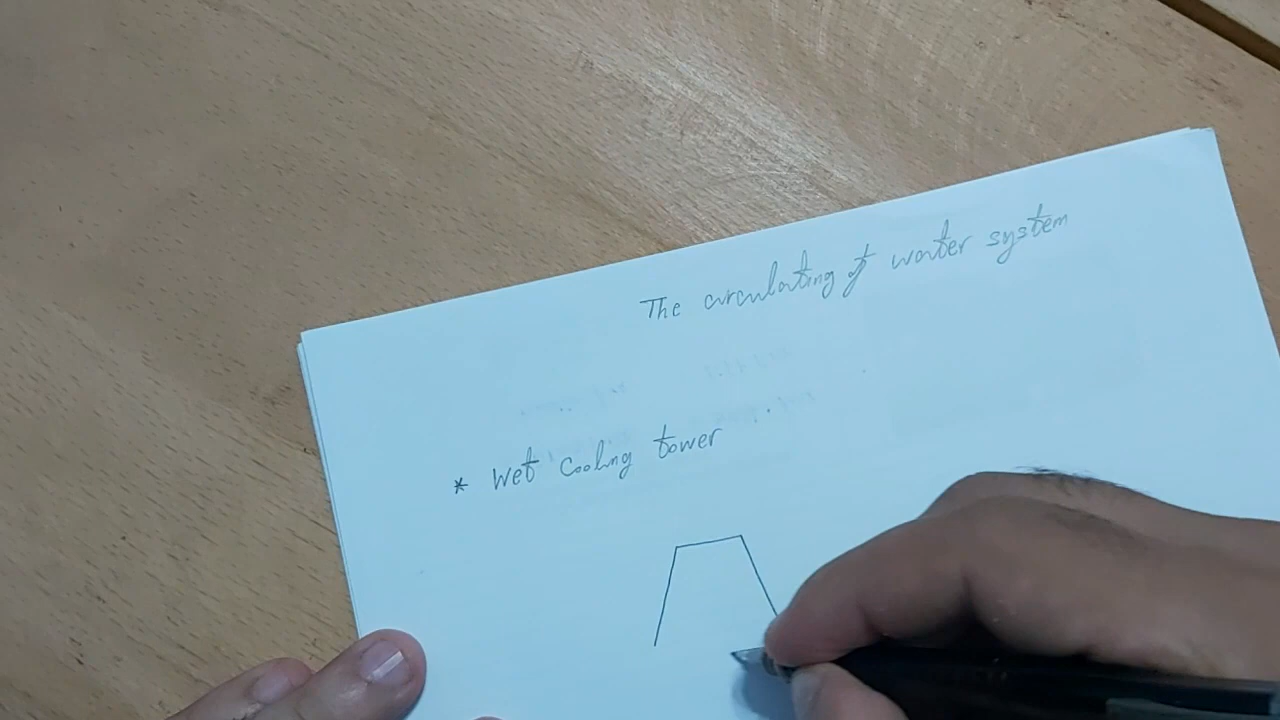 The circulating of water system
* Wet Cooling tower